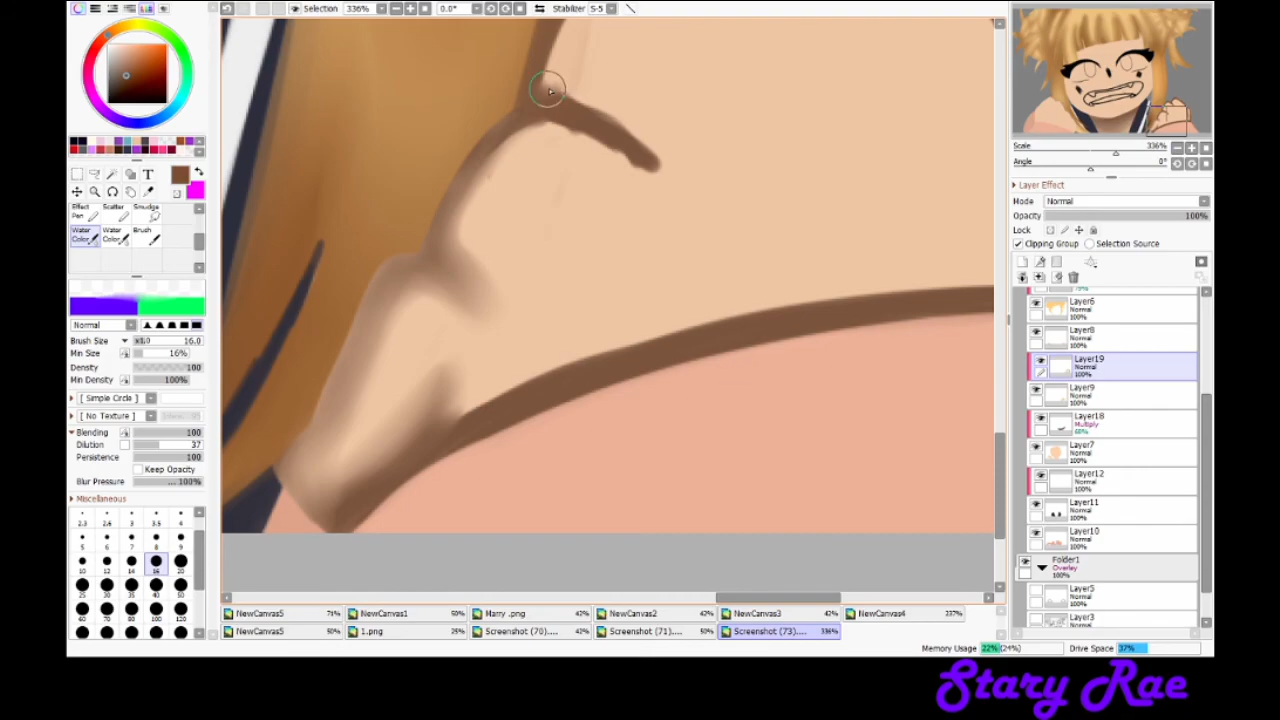 Selection 336% 0.0° Stabilizer S-5
T
Effect Scatter Smudge
Pen
Water Water Brush
Color Color
Normal
Brush Size x1.0 16.0
Min Size 16%
Density 100
Min Density 100%
[ Simple Circle ]
[ No Texture ]
Blending 100
Dilution 37
Persistence 100
Keep Opacity
Blur Pressure ... 100%
Miscellaneous
2.3 2.6 3 3.5 4
5 6 7 8 9
10 12 14 16 20
25 30 35 40 50
60 70 80 100 120
Scale 336%
Angle 0°
Layer Effect
Mode Normal
Opacity 100%
Lock
Clipping Group Selection Source
Layer6
Normal
100%
Layer8
Normal
100%
Layer19
Normal
100%
Layer9
Normal
100%
Layer18
Multiply
Layer7
Normal
100%
Layer12
Normal
100%
Layer11
Normal
100%
Layer10
Normal
100%
Folder1
Overlay
100%
Layer5
Normal
100%
Layer3
Normal
NewCanvas5 71% NewCanvas1 50% Marry .png 42% NewCanvas2 42% NewCanvas3 42% NewCanvas4 237%
NewCanvas5 50% 1.png 25% Screenshot (70).... 42% Screenshot (71).... 50% Screenshot (73).... 336%
Memory Usage 22% (24%) Drive Space 37%
Stary Rae